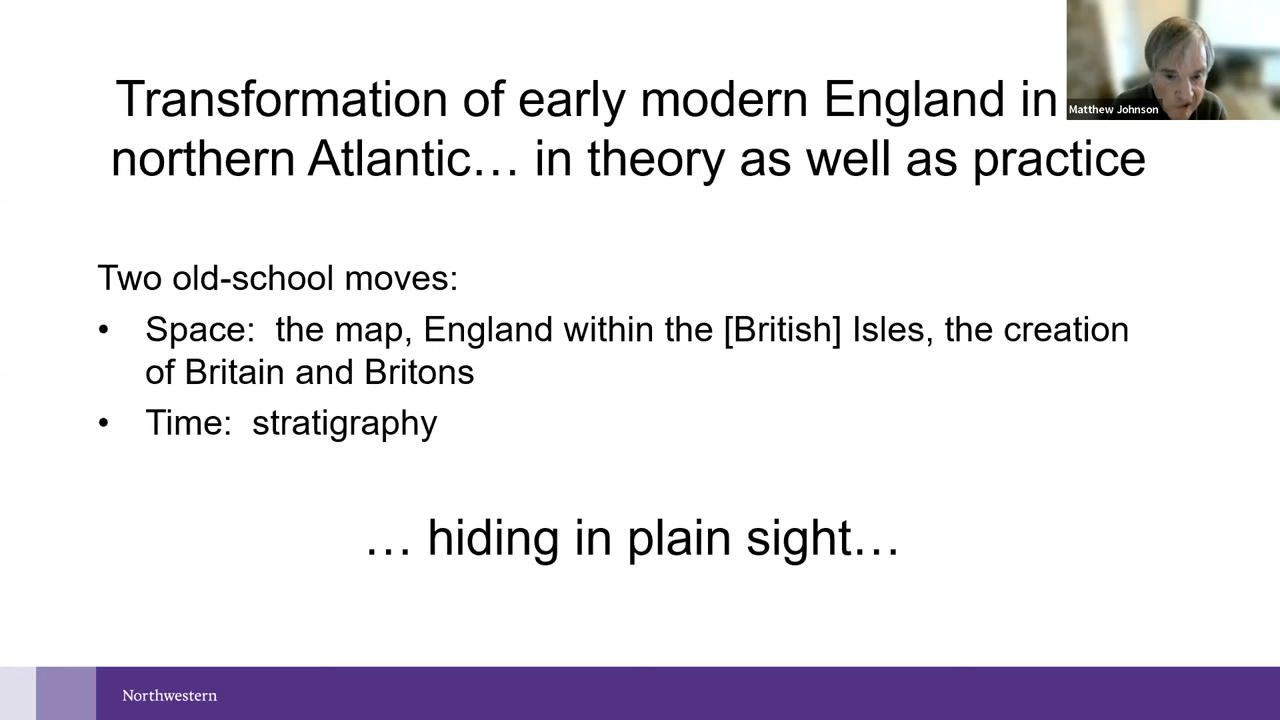 Transformation of early modern England in
northern Atlantic… in theory as well as practice
Matthew Johnson
Two old-school moves:
• Space: the map, England within the [British] Isles, the creation
of Britain and Britons
• Time: stratigraphy
… hiding in plain sight…
Northwestern